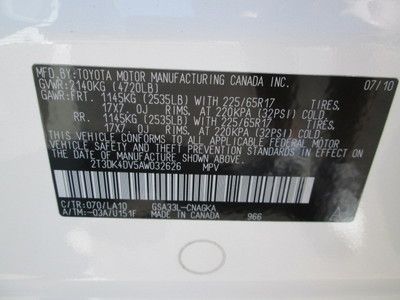 MFD. BY: TOYOTA MOTOR MANUFACTURING CANADA INC.
GVWR: 2140KG (4720LB) 07/10
GAWR: FRT. 1145KG (2535LB) WITH 225/65R17 TIRES,
17X7, OJ RIMS, AT 220KPA (32PSI) COLD
RR. 1145KG (2535LB) WITH 225/65R17 TIRES,
17X7, OJ RIMS, AT 220KPA (32PSI) COLD
THIS VEHICLE CONFORMS TO ALL APPLICABLE FEDERAL MOTOR
VEHICLE SAFETY STANDARDS IN EFFECT ON THE DATE OF
MANUFACTURE SHOWN ABOVE.
2T3DK4DV5AW032626 MPV
C/TR: 070/LA10 GSA33L-CNAGKA
A/TM: -03A/U151F MADE IN CANADA 966